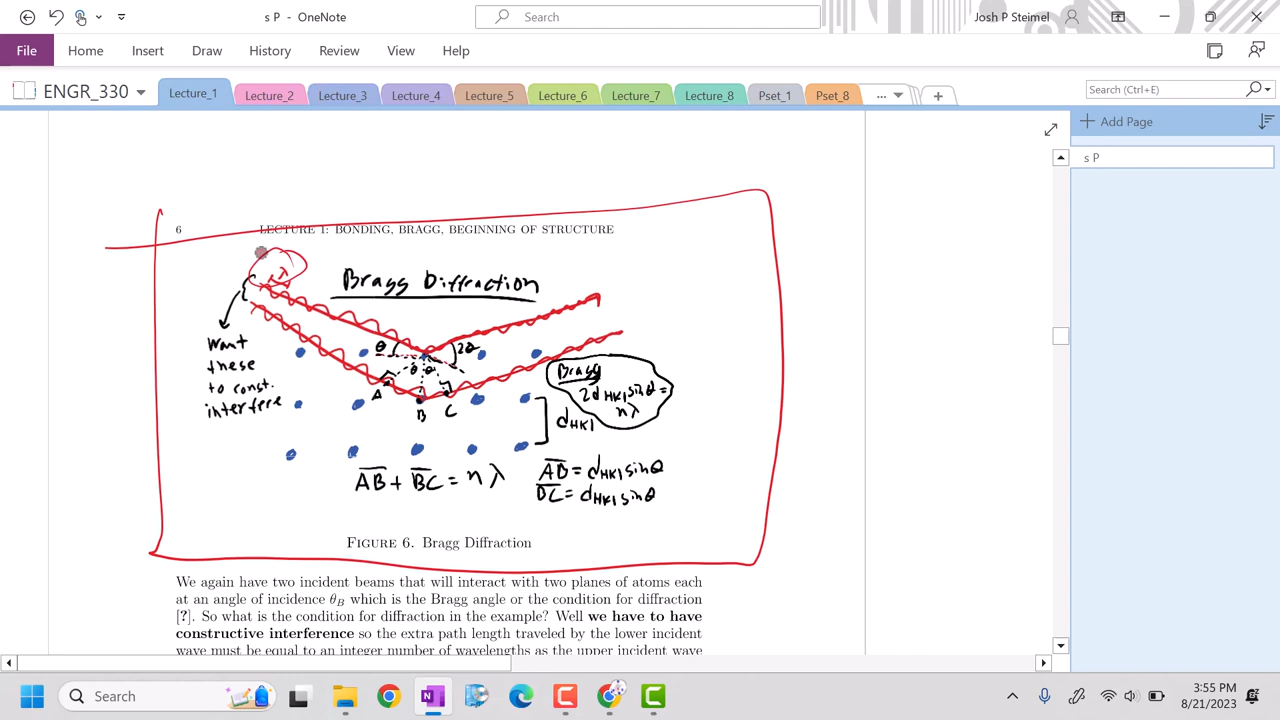 s P - OneNote
Search
Josh P Steimel
File Home Insert Draw History Review View Help
ENGR_330
Lecture_1 Lecture_2 Lecture_3 Lecture_4 Lecture_5 Lecture_6 Lecture_7 Lecture_8 Pset_1 Pset_8 ... +
Search (Ctrl+E)
Add Page
s P
6 LECTURE 1: BONDING, BRAGG, BEGINNING OF STRUCTURE
λ
Bragg Diffraction
Want
these
to const.
interfere
θ 2θ
θ θ
A
B C
Bragg
2dHKl sinθ =
nλ
dHKl
AB + BC = nλ
AB = dHKl sinθ
BC = dHKl sinθ
FIGURE 6. Bragg Diffraction
We again have two incident beams that will interact with two planes of atoms each
at an angle of incidence θB which is the Bragg angle or the condition for diffraction
[?]. So what is the condition for diffraction in the example? Well we have to have
constructive interference so the extra path length traveled by the lower incident
wave must be equal to an integer number of wavelengths as the upper incident wave
Search
3:55 PM
8/21/2023